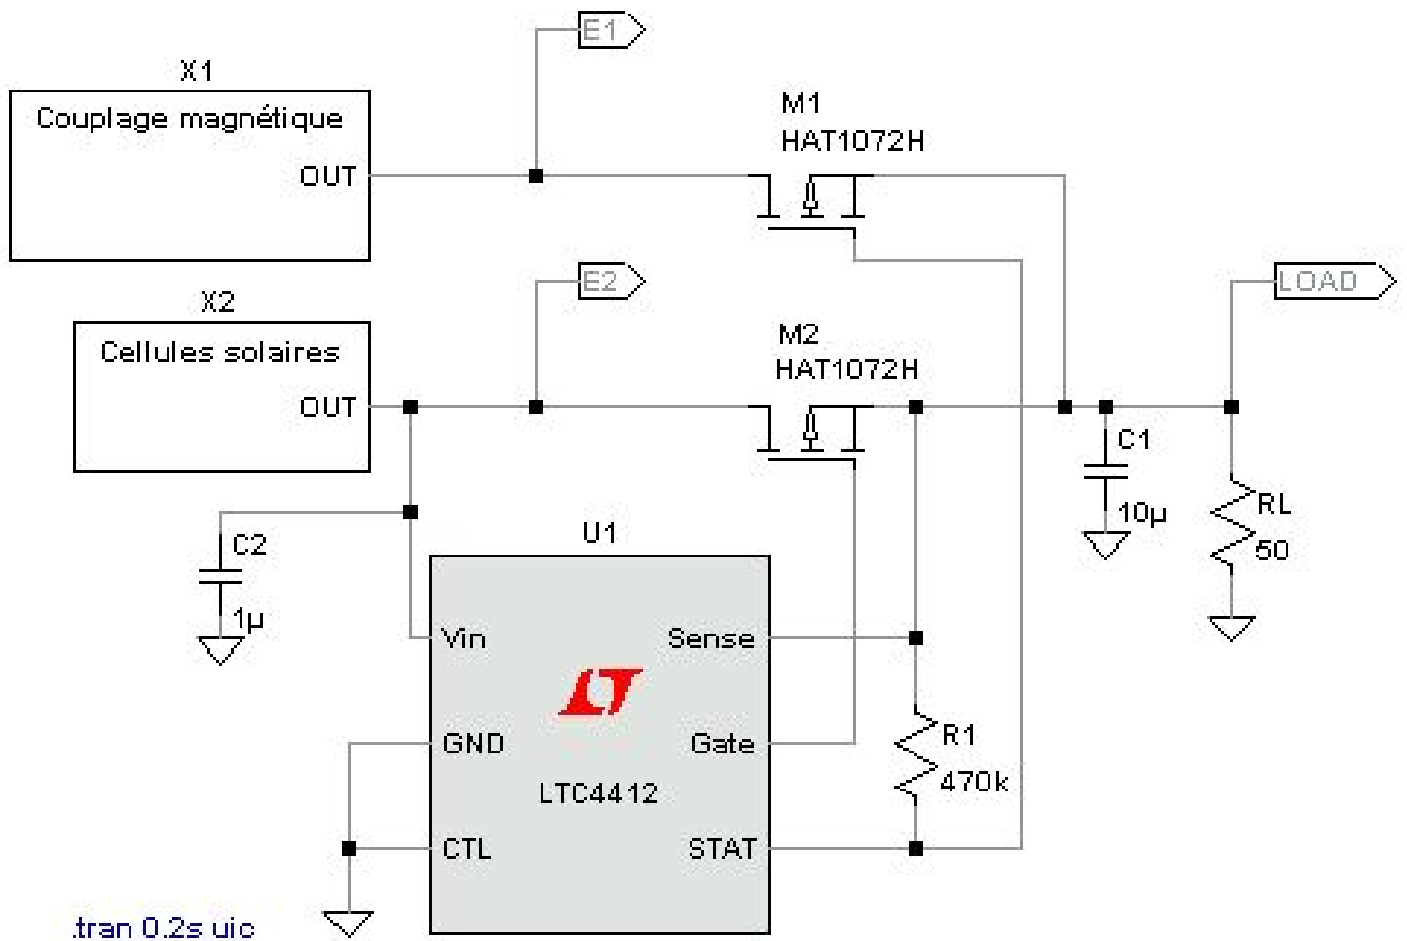 E1
X1
Couplage magnétique
OUT
M1
HAT1072H
E2
LOAD
X2
Cellules solaires
OUT
M2
HAT1072H
C1
10µ
RL
50
C2
1µ
U1
Vin
Sense
GND
Gate
R1
470k
LTC4412
CTL
STAT
.tran 0.2s uic